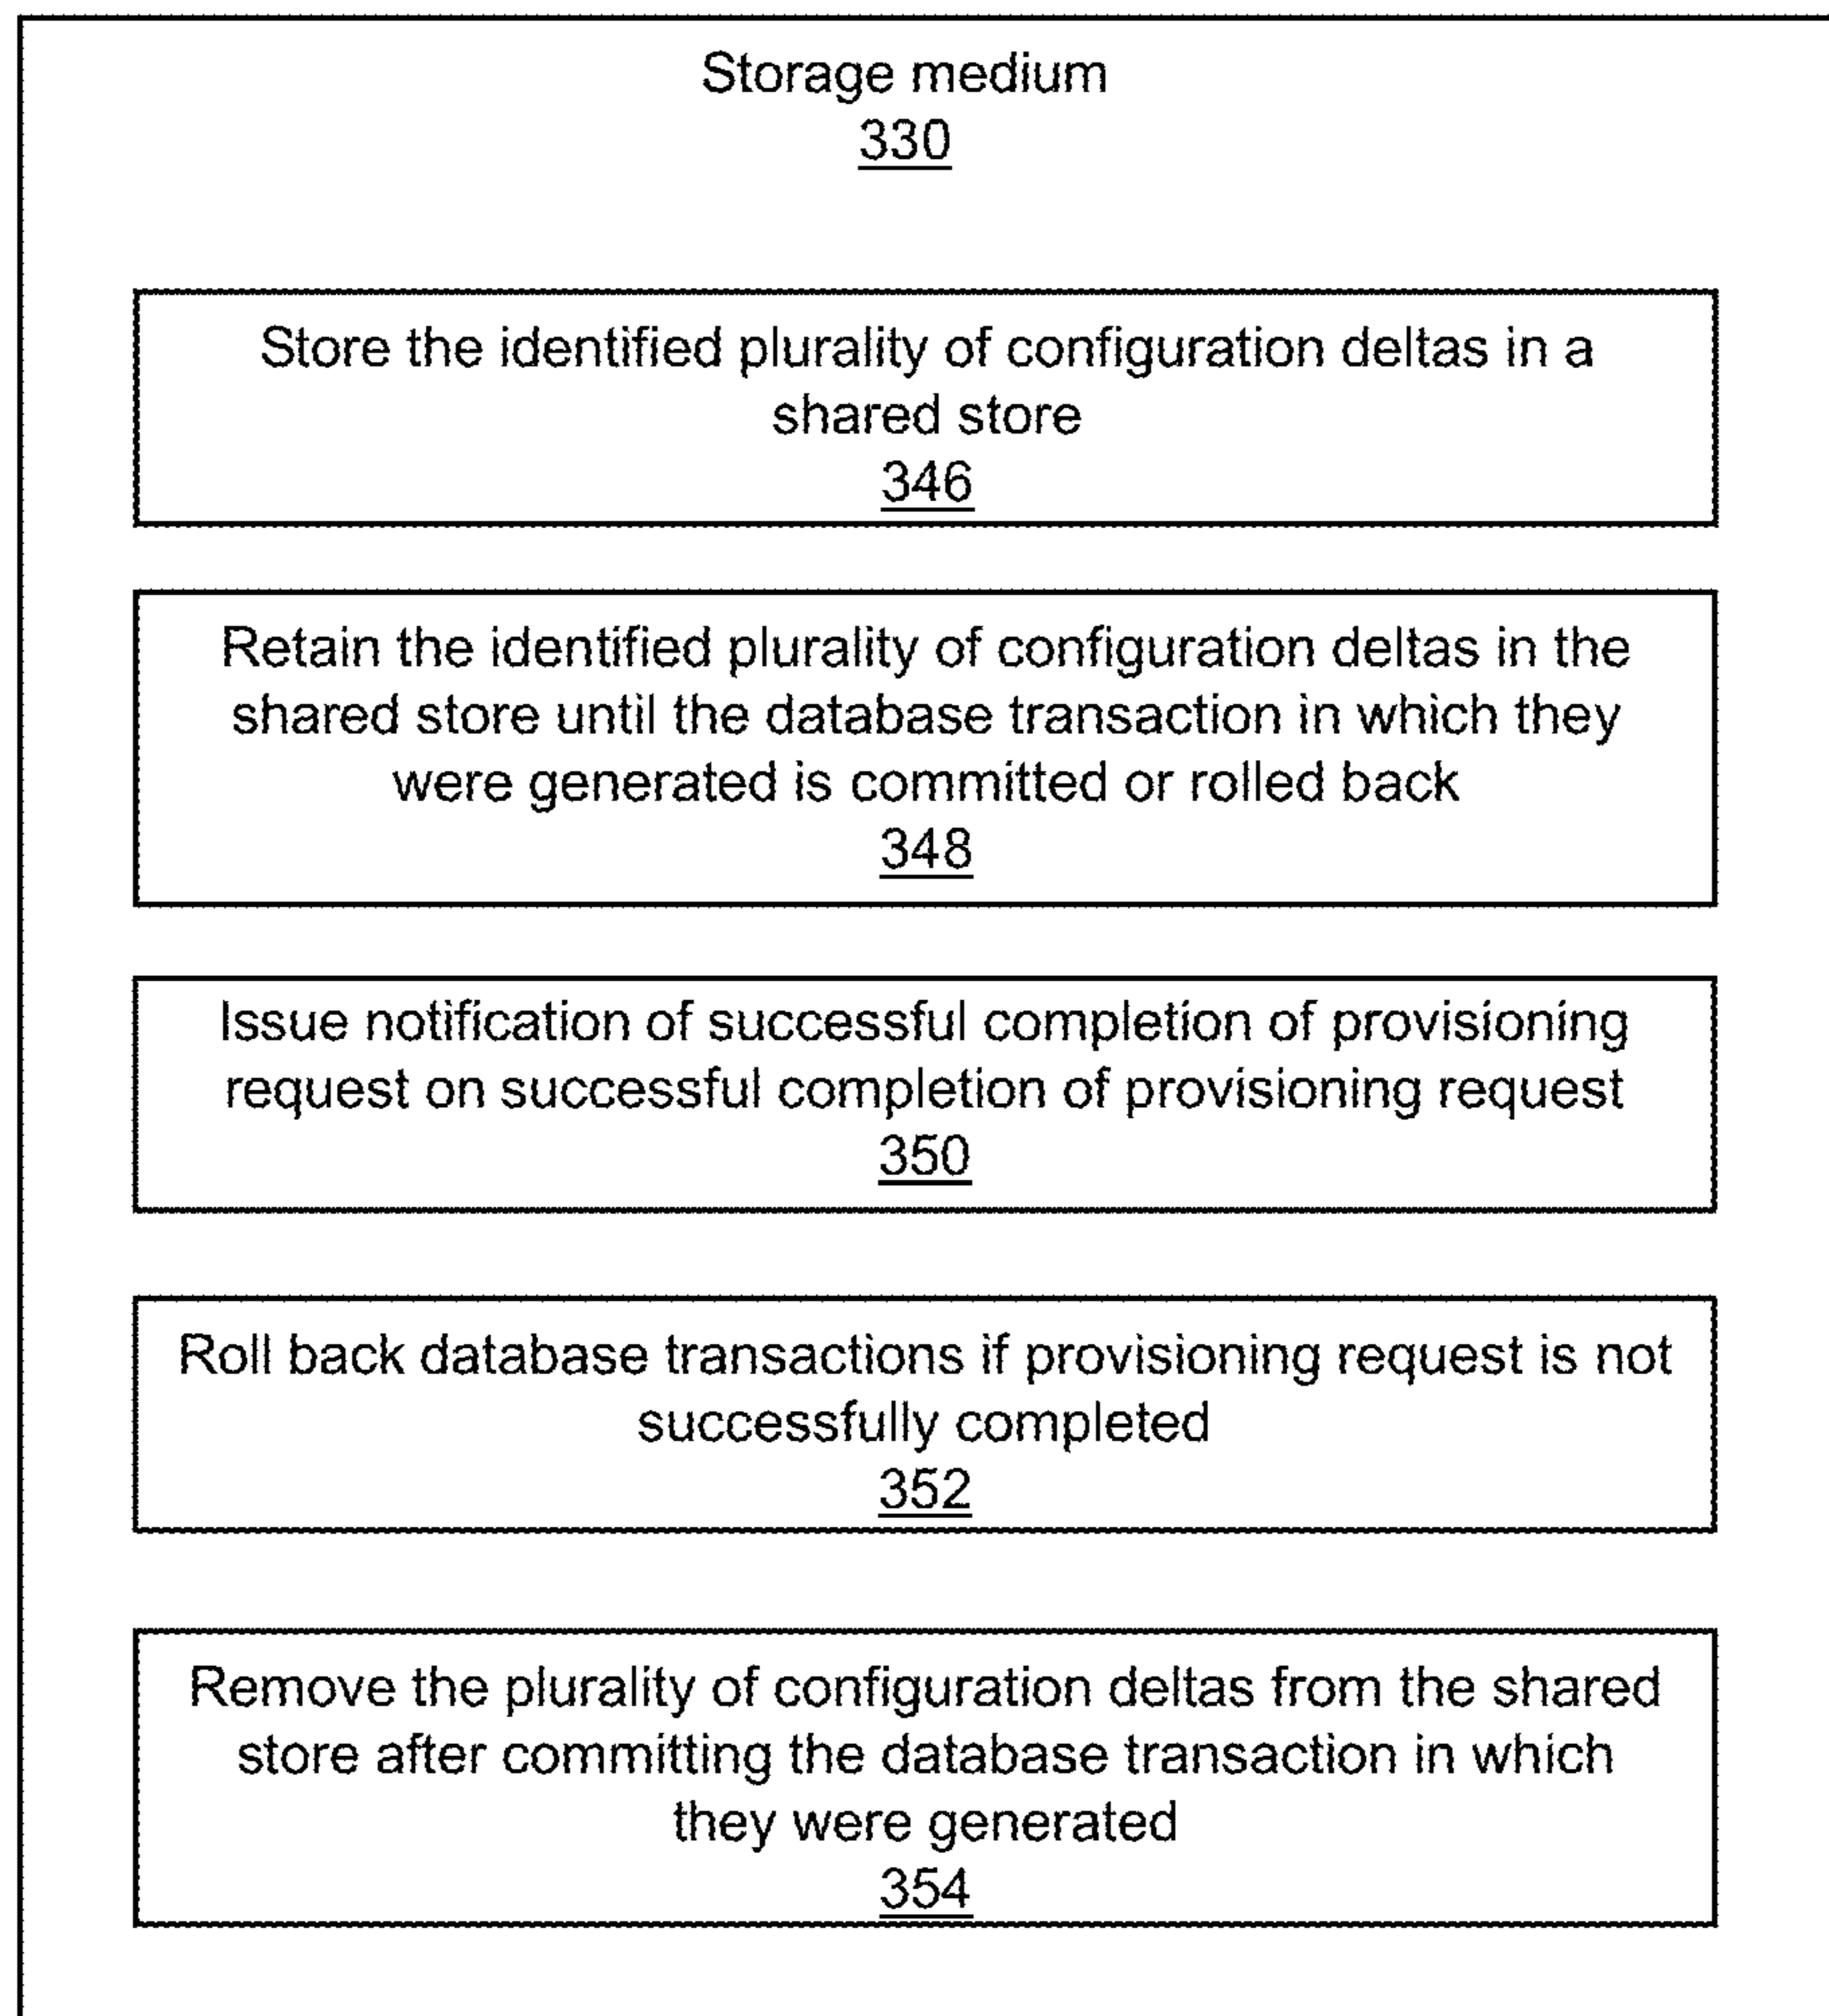 Storage medium
330
Store the identified plurality of configuration deltas in a
shared store
346
Retain the identified plurality of configuration deltas in the
shared store until the database transaction in which they
were generated is committed or rolled back
348
Issue notification of successful completion of provisioning
request on successful completion of provisioning request
350
Roll back database transactions if provisioning request is not
successfully completed
352
Remove the plurality of configuration deltas from the shared
store after committing the database transaction in which
they were generated
354